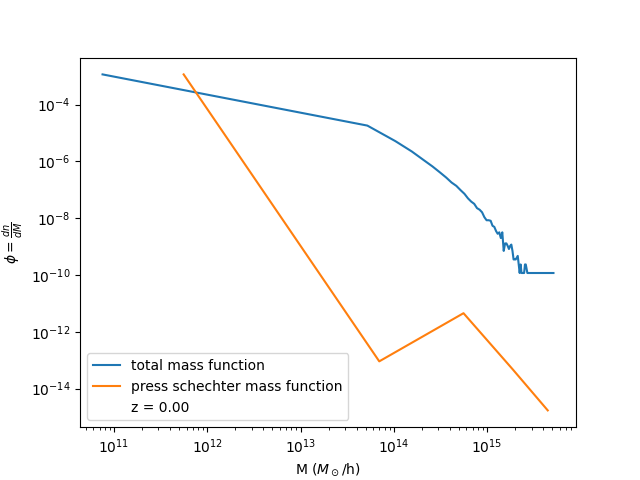 10⁻⁴
10⁻⁶
10⁻⁸
10⁻¹⁰
10⁻¹²
10⁻¹⁴
ϕ = dn/dM
total mass function
press schechter mass function
z = 0.00
10¹¹ 10¹² 10¹³ 10¹⁴ 10¹⁵
M (M⊙/h)